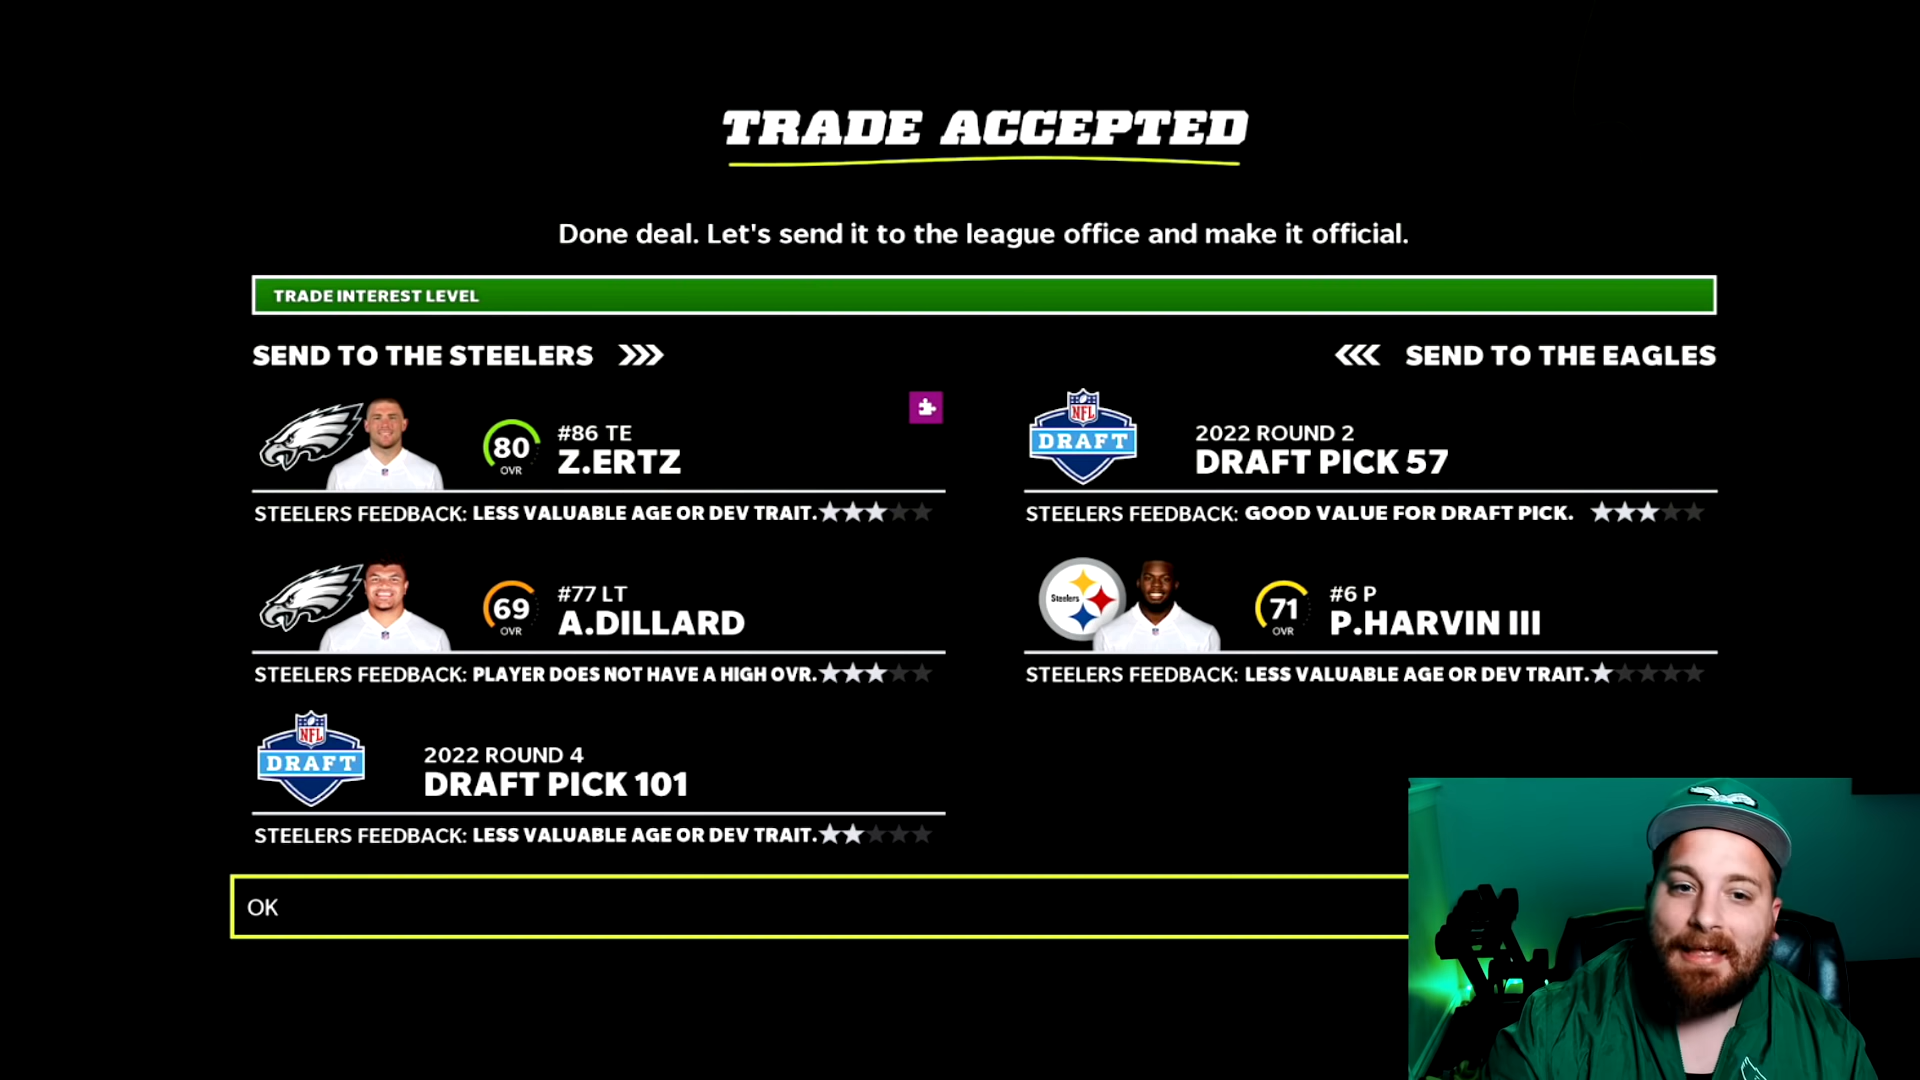 TRADE ACCEPTED
Done deal. Let's send it to the league office and make it official.
TRADE INTEREST LEVEL
SEND TO THE STEELERS >>>
<<< SEND TO THE EAGLES
80
OVR
#86 TE
Z.ERTZ
STEELERS FEEDBACK: LESS VALUABLE AGE OR DEV TRAIT.
69
OVR
#77 LT
A.DILLARD
STEELERS FEEDBACK: PLAYER DOES NOT HAVE A HIGH OVR.
NFL
DRAFT
2022 ROUND 4
DRAFT PICK 101
STEELERS FEEDBACK: LESS VALUABLE AGE OR DEV TRAIT.
NFL
DRAFT
2022 ROUND 2
DRAFT PICK 57
STEELERS FEEDBACK: GOOD VALUE FOR DRAFT PICK.
Steelers
71
OVR
#6 P
P.HARVIN III
STEELERS FEEDBACK: LESS VALUABLE AGE OR DEV TRAIT.
OK